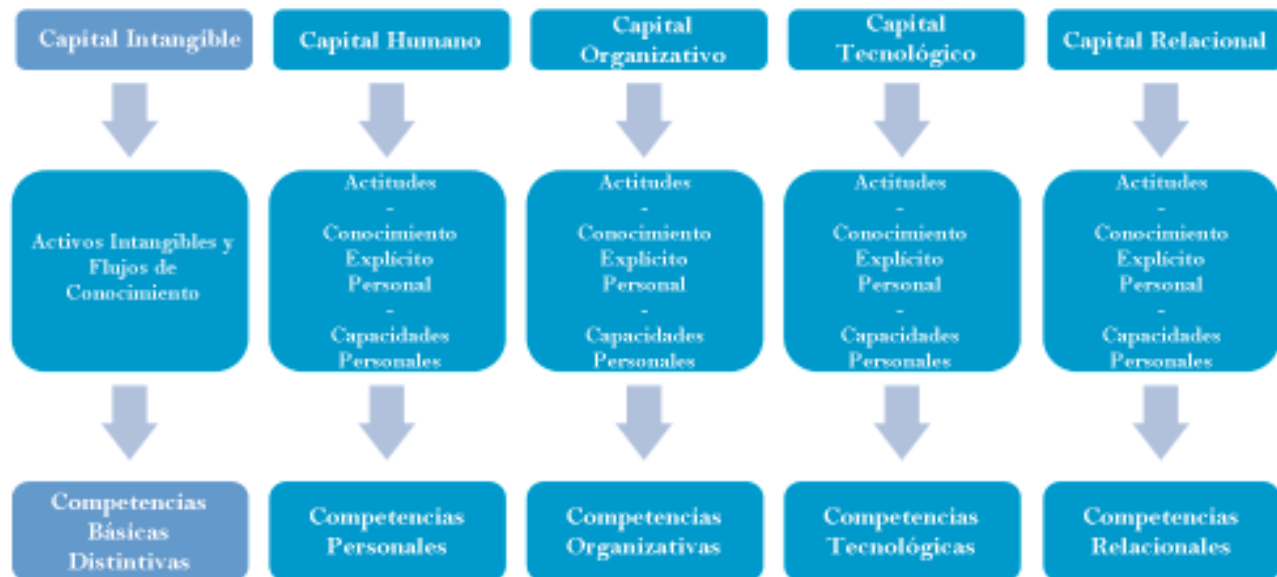 Capital Intangible
Capital Humano
Capital
Organizativo
Capital
Tecnológico
Capital Relacional
Activos Intangibles y
Flujos de
Conocimiento
Actitudes
-
Conocimiento
Explícito
Personal
-
Capacidades
Personales
Actitudes
-
Conocimiento
Explícito
Personal
-
Capacidades
Personales
Actitudes
-
Conocimiento
Explícito
Personal
-
Capacidades
Personales
Actitudes
-
Conocimiento
Explícito
Personal
-
Capacidades
Personales
Competencias
Básicas
Distintivas
Competencias
Personales
Competencias
Organizativas
Competencias
Tecnológicas
Competencias
Relacionales